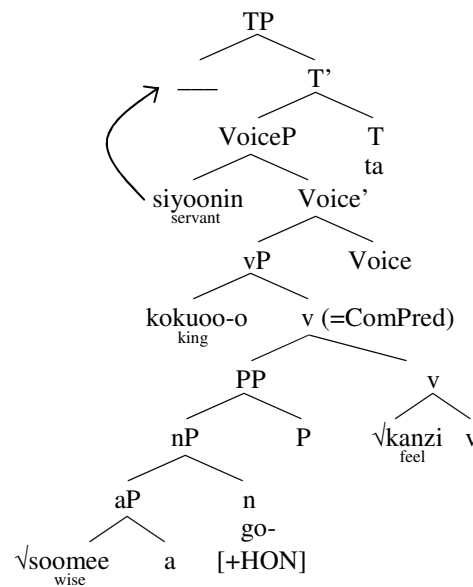 TP
___ T’
VoiceP T
ta
siyoonin Voice’
servant
vP Voice
kokuoo-o v (=ComPred)
king
PP v
nP P √kanzi v
feel
aP n
go-
√soomee a [+HON]
wise